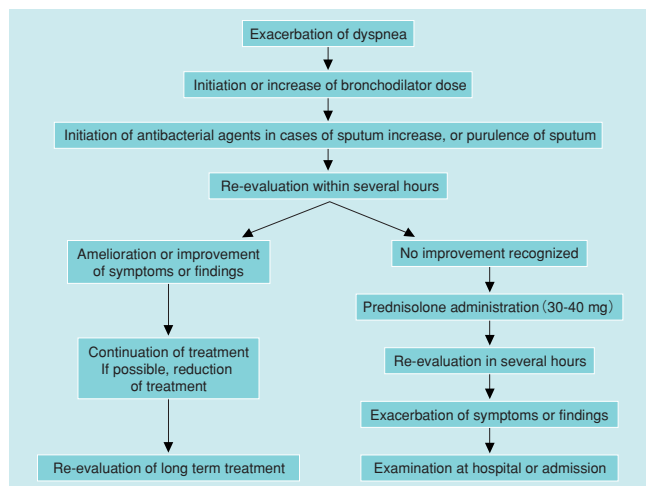 Exacerbation of dyspnea
Initiation or increase of bronchodilator dose
Initiation of antibacterial agents in cases of sputum increase, or purulence of sputum
Re-evaluation within several hours
Amelioration or improvement
of symptoms or findings
Continuation of treatment
If possible, reduction
of treatment
Re-evaluation of long term treatment
No improvement recognized
Prednisolone administration（30-40 mg）
Re-evaluation in several hours
Exacerbation of symptoms or findings
Examination at hospital or admission